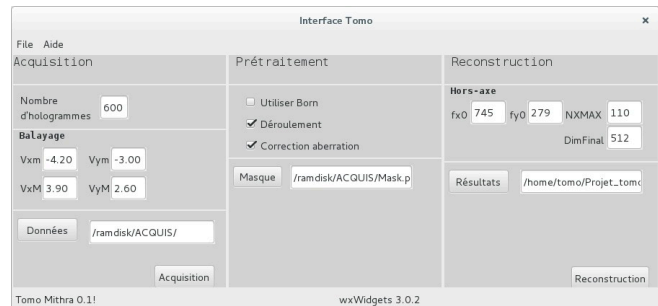 Interface Tomo ×
File Aide
Acquisition
Nombre
d'hologrammes 600
Balayage
Vxm -4.20 Vym -3.00
VxM 3.90 VyM 2.60
Données /ramdisk/ACQUIS/
Acquisition
Prétraitement
Utiliser Born
Déroulement
Correction aberration
Masque /ramdisk/ACQUIS/Mask.p
Reconstruction
Hors-axe
fx0 745 fy0 279 NXMAX 110
DimFinal 512
Résultats /home/tomo/Projet_tomo
Reconstruction
Tomo Mithra 0.1! wxWidgets 3.0.2